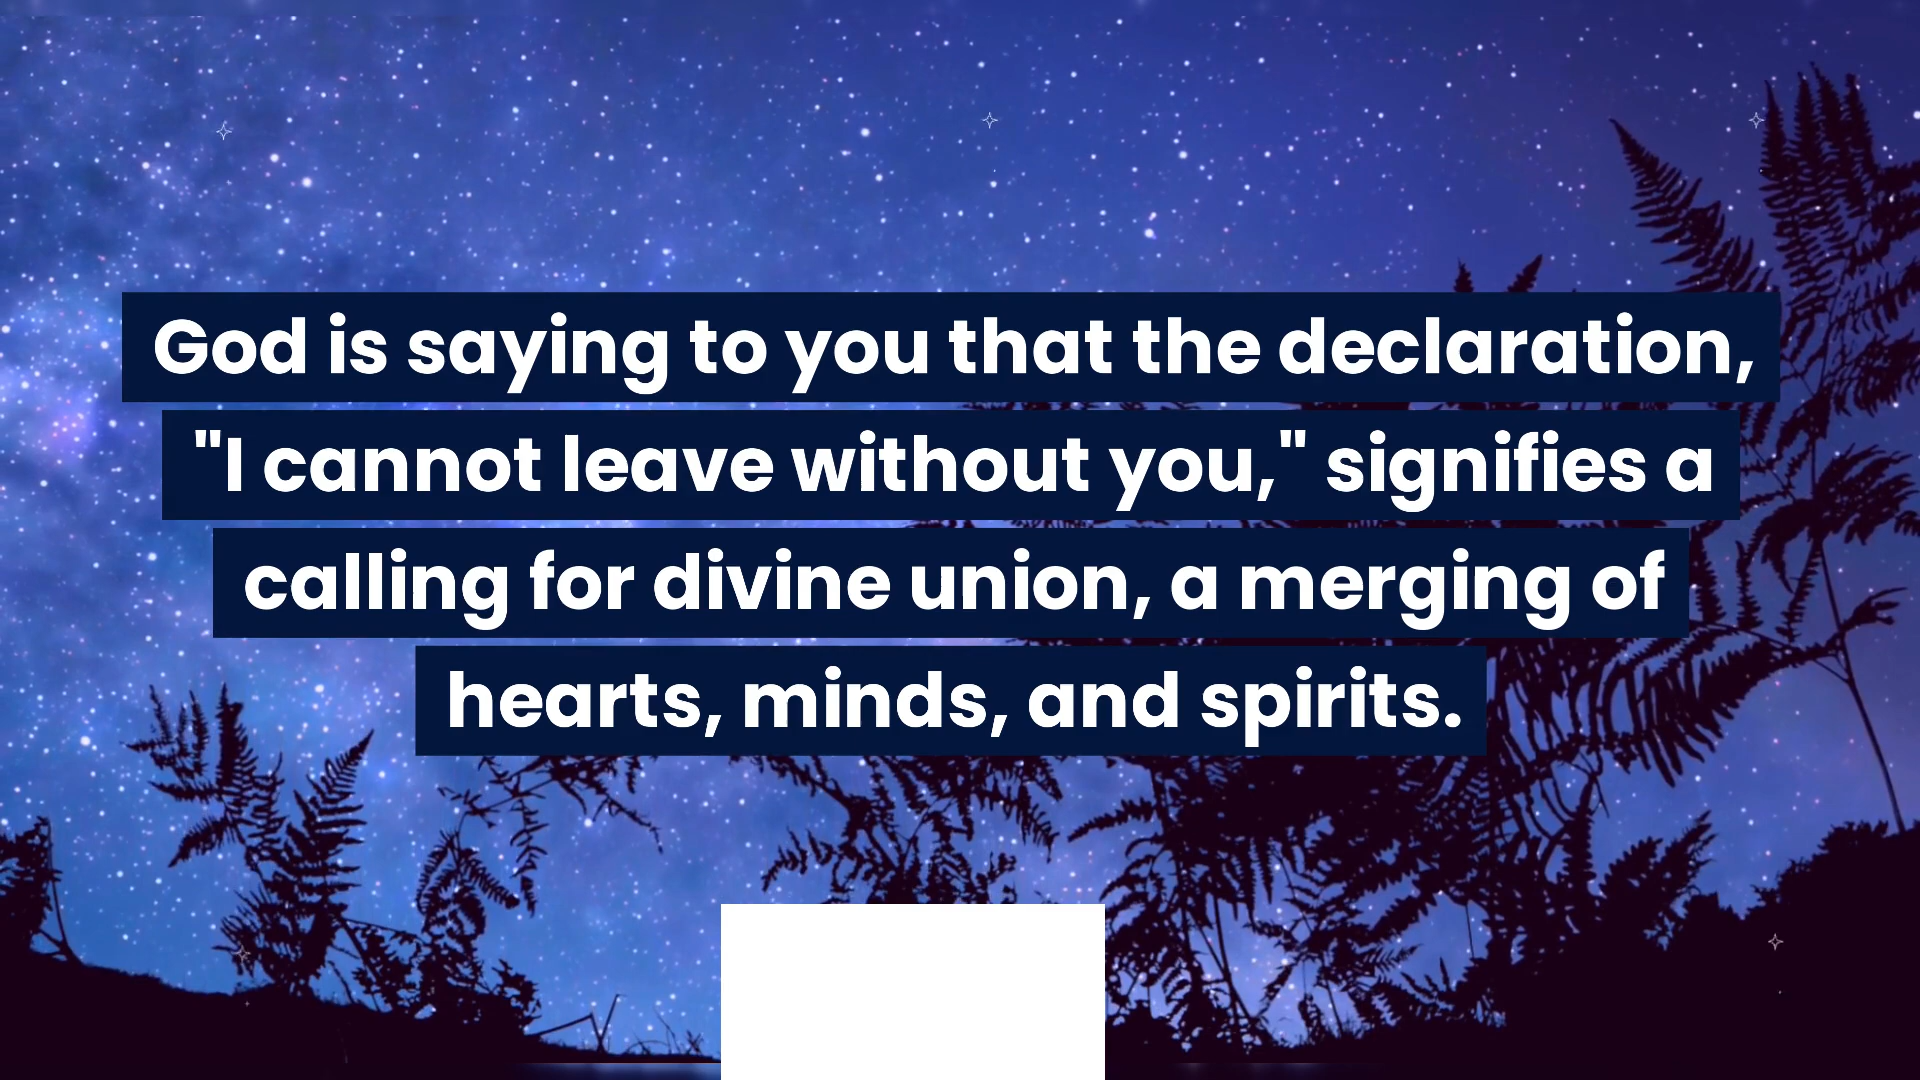 God is saying to you that the declaration,
"I cannot leave without you," signifies a
calling for divine union, a merging of
hearts, minds, and spirits.